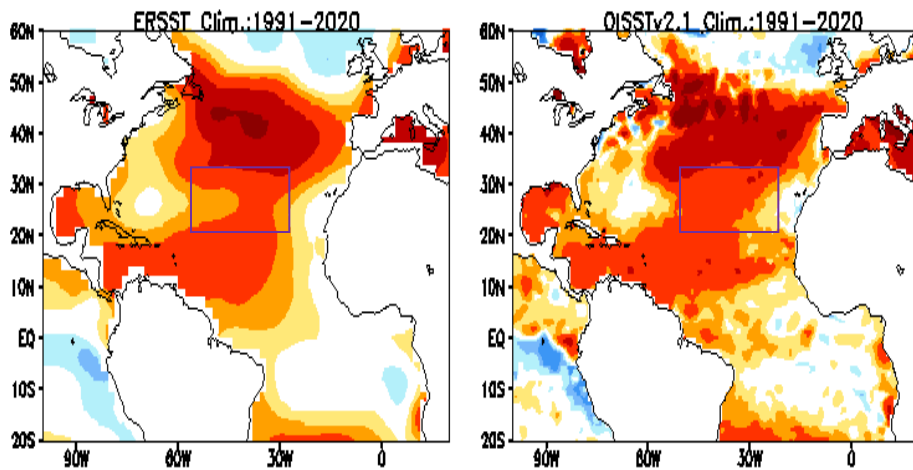 ERSST Clim.:1991-2020
OISSTv2.1 Clim.:1991-2020
60N
50N
40N
30N
20N
10N
EQ
10S
20S
90W
60W
30W
0
60N
50N
40N
30N
20N
10N
EQ
10S
20S
90W
60W
30W
0